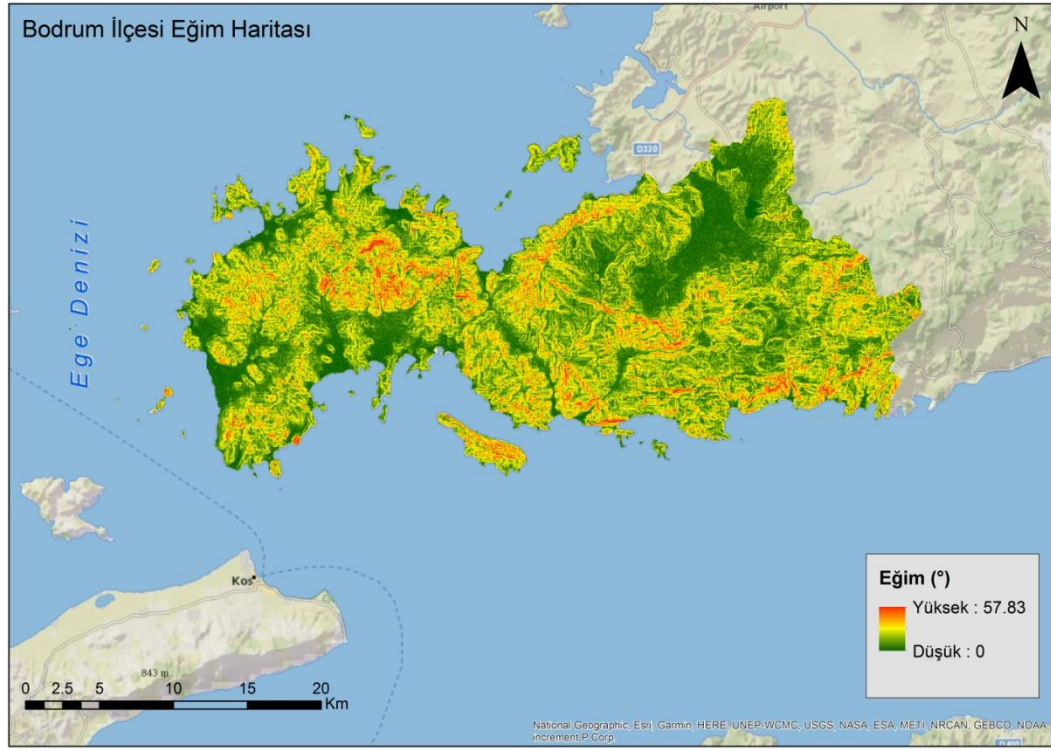 Bodrum İlçesi Eğim Haritası
Airport
N
D330
Ege Denizi
Kos
843 m
0 2.5 5 10 15 20
Km
Eğim (°)
Yüksek : 57.83
Düşük : 0
National Geographic, Esri, Garmin, HERE, UNEP-WCMC, USGS, NASA, ESA, METI, NRCAN, GEBCO, NOAA,
increment P Corp.
D400